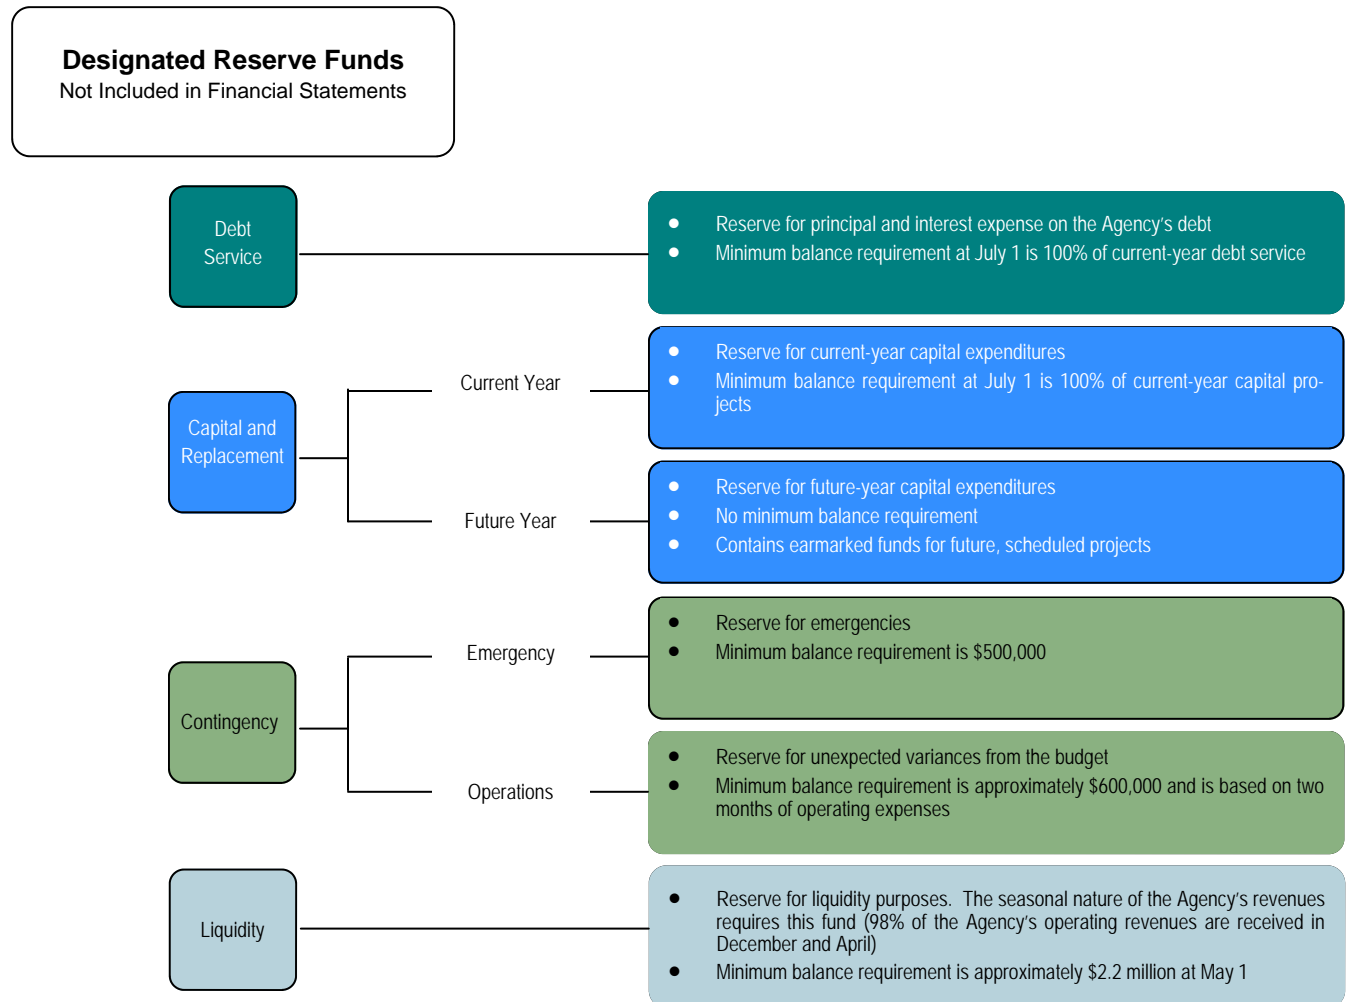 Designated Reserve Funds
Not Included in Financial Statements
Debt
Service
● Reserve for principal and interest expense on the Agency’s debt
● Minimum balance requirement at July 1 is 100% of current-year debt service
Capital and
Replacement
Current Year
● Reserve for current-year capital expenditures
● Minimum balance requirement at July 1 is 100% of current-year capital pro-
jects
Future Year
● Reserve for future-year capital expenditures
● No minimum balance requirement
● Contains earmarked funds for future, scheduled projects
Contingency
Emergency
● Reserve for emergencies
● Minimum balance requirement is $500,000
Operations
● Reserve for unexpected variances from the budget
● Minimum balance requirement is approximately $600,000 and is based on two
months of operating expenses
Liquidity
● Reserve for liquidity purposes.  The seasonal nature of the Agency’s revenues
requires this fund (98% of the Agency’s operating revenues are received in
December and April)
● Minimum balance requirement is approximately $2.2 million at May 1